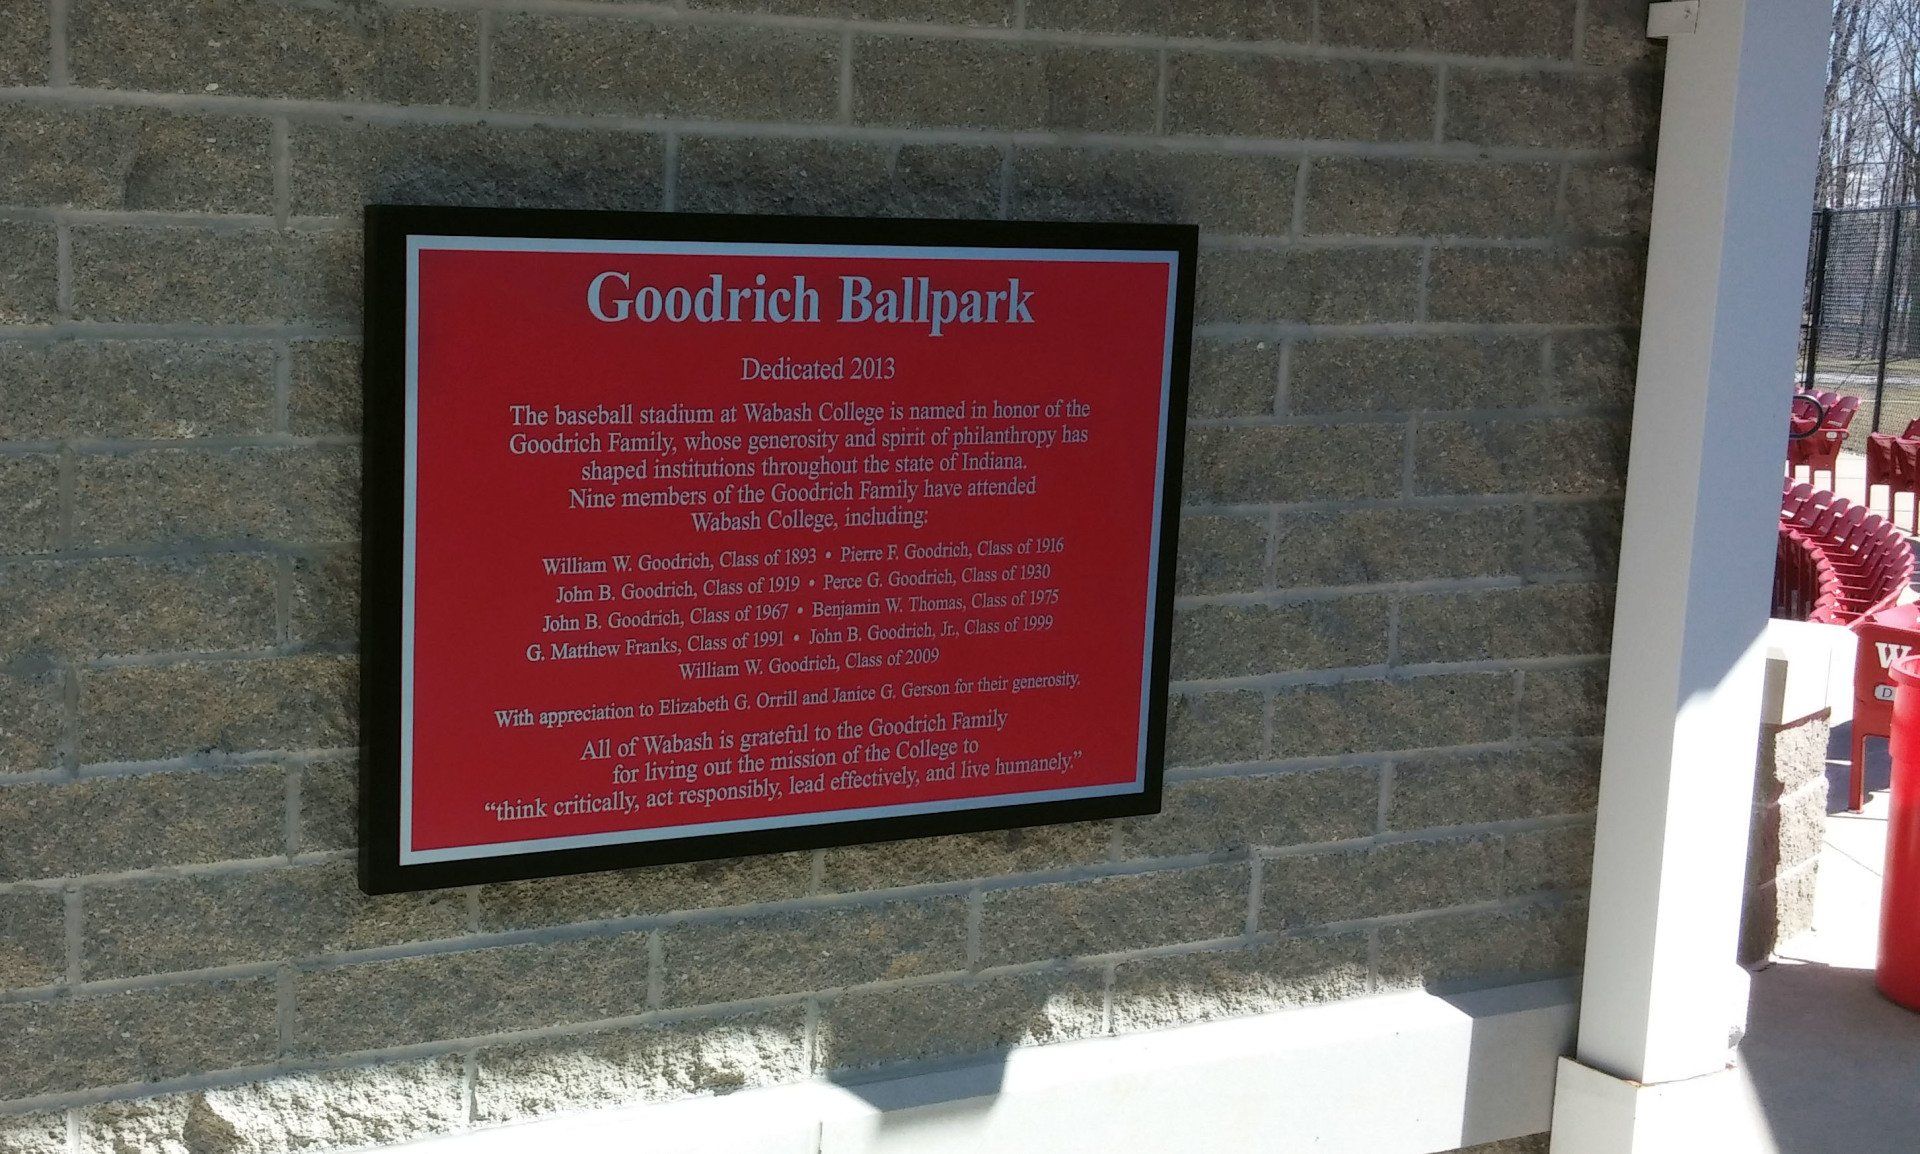 Goodrich Ballpark
Dedicated 2013
The baseball stadium at Wabash College is named in honor of the
Goodrich Family, whose generosity and spirit of philanthropy has
shaped institutions throughout the state of Indiana.
Nine members of the Goodrich Family have attended
Wabash College, including:
William W. Goodrich, Class of 1893 • Pierre F. Goodrich, Class of 1916
John B. Goodrich, Class of 1919 • Perce G. Goodrich, Class of 1930
John B. Goodrich, Class of 1967 • Benjamin W. Thomas, Class of 1975
G. Matthew Franks, Class of 1991 • John B. Goodrich, Jr., Class of 1999
William W. Goodrich, Class of 2009
With appreciation to Elizabeth G. Orrill and Janice G. Gerson for their generosity.
All of Wabash is grateful to the Goodrich Family
for living out the mission of the College to
“think critically, act responsibly, lead effectively, and live humanely.”
W
D